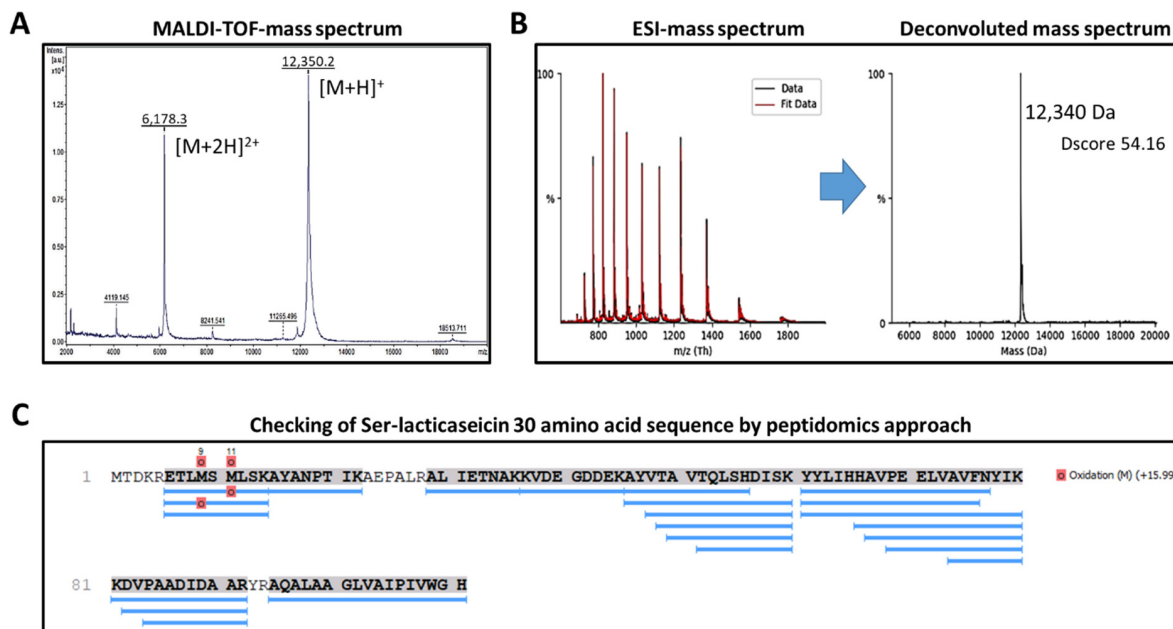 A
MALDI-TOF-mass spectrum
Intens.
[a.u.]
x10⁴
12,350.2
[M+H]⁺
6,178.3
[M+2H]²⁺
1.25
1.00
0.75
0.50
0.25
0.00
4119.145
8241.541
11255.496
18513.711
2000 4000 6000 8000 10000 12000 14000 16000 18000 m/z
B
ESI-mass spectrum
Deconvoluted mass spectrum
100
%
Data
Fit Data
800 1000 1200 1400 1600 1800
m/z (Th)
100
%
0
12,340 Da
Dscore 54.16
6000 8000 10000 12000 14000 16000 18000 20000
Mass (Da)
C
Checking of Ser-lacticaseicin 30 amino acid sequence by peptidomics approach
9 11
o o
1 MTDKRETLMS MLSKAYANPT IKAEPALRAL IETNAKKVDE GDDEKAYVTA VTQLSHDISK YYLIHHAVPE ELVAVFNYIK
o
o
o Oxidation (M) (+15.99
81 KDVPAADIDA ARYRAQALAA GLVAIPIVWG H